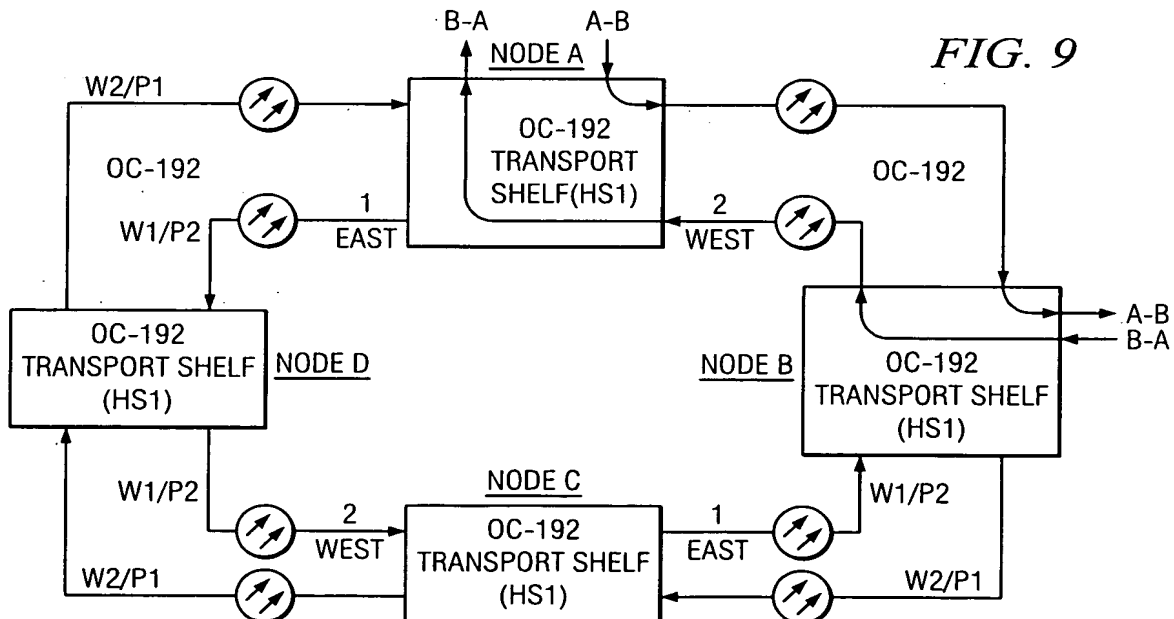 FIG. 9
B-A
A-B
NODE A
W2/P1
OC-192
TRANSPORT
SHELF(HS1)
OC-192
OC-192
W1/P2
1
EAST
2
WEST
OC-192
TRANSPORT SHELF
(HS1)
NODE D
A-B
B-A
NODE B
OC-192
TRANSPORT SHELF
(HS1)
W1/P2
2
WEST
NODE C
OC-192
TRANSPORT SHELF
(HS1)
1
EAST
W1/P2
W2/P1
W2/P1